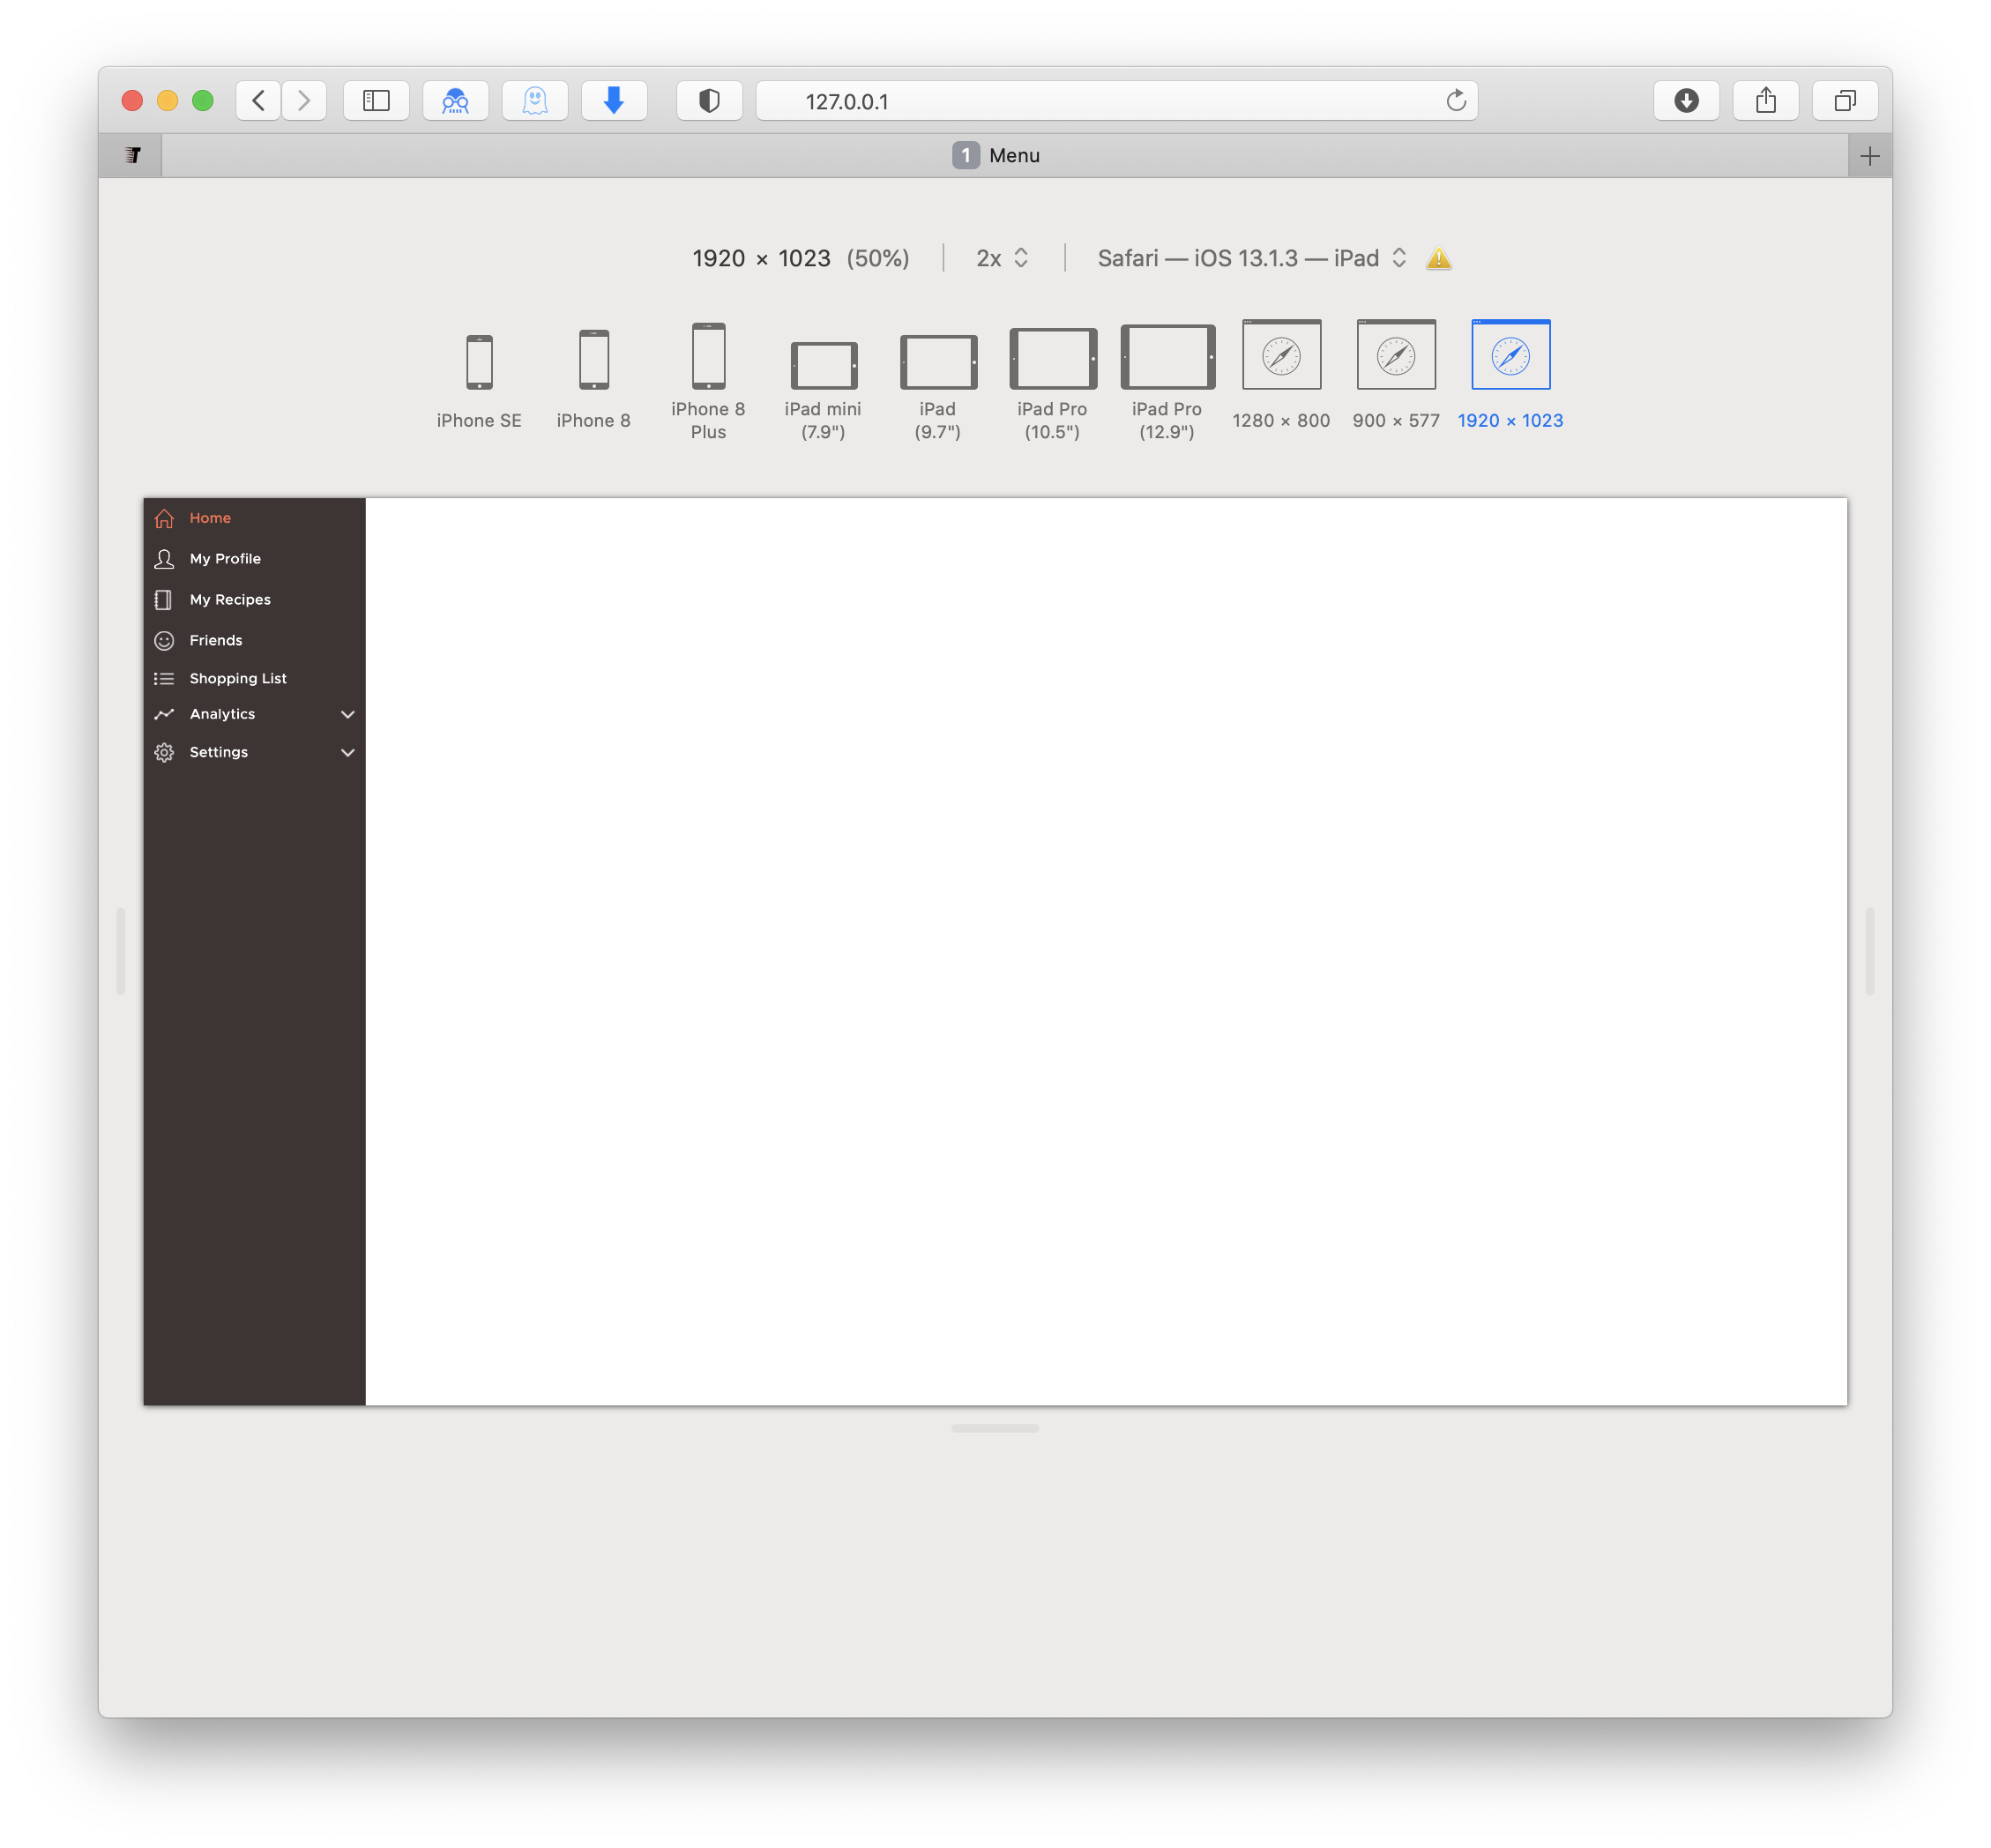 127.0.0.1
T
1 Menu
1920 × 1023 (50%) 2x Safari — iOS 13.1.3 — iPad
iPhone SE
iPhone 8
iPhone 8
Plus
iPad mini
(7.9")
iPad
(9.7")
iPad Pro
(10.5")
iPad Pro
(12.9")
1280 × 800
900 × 577
1920 × 1023
Home
My Profile
My Recipes
Friends
Shopping List
Analytics
Settings